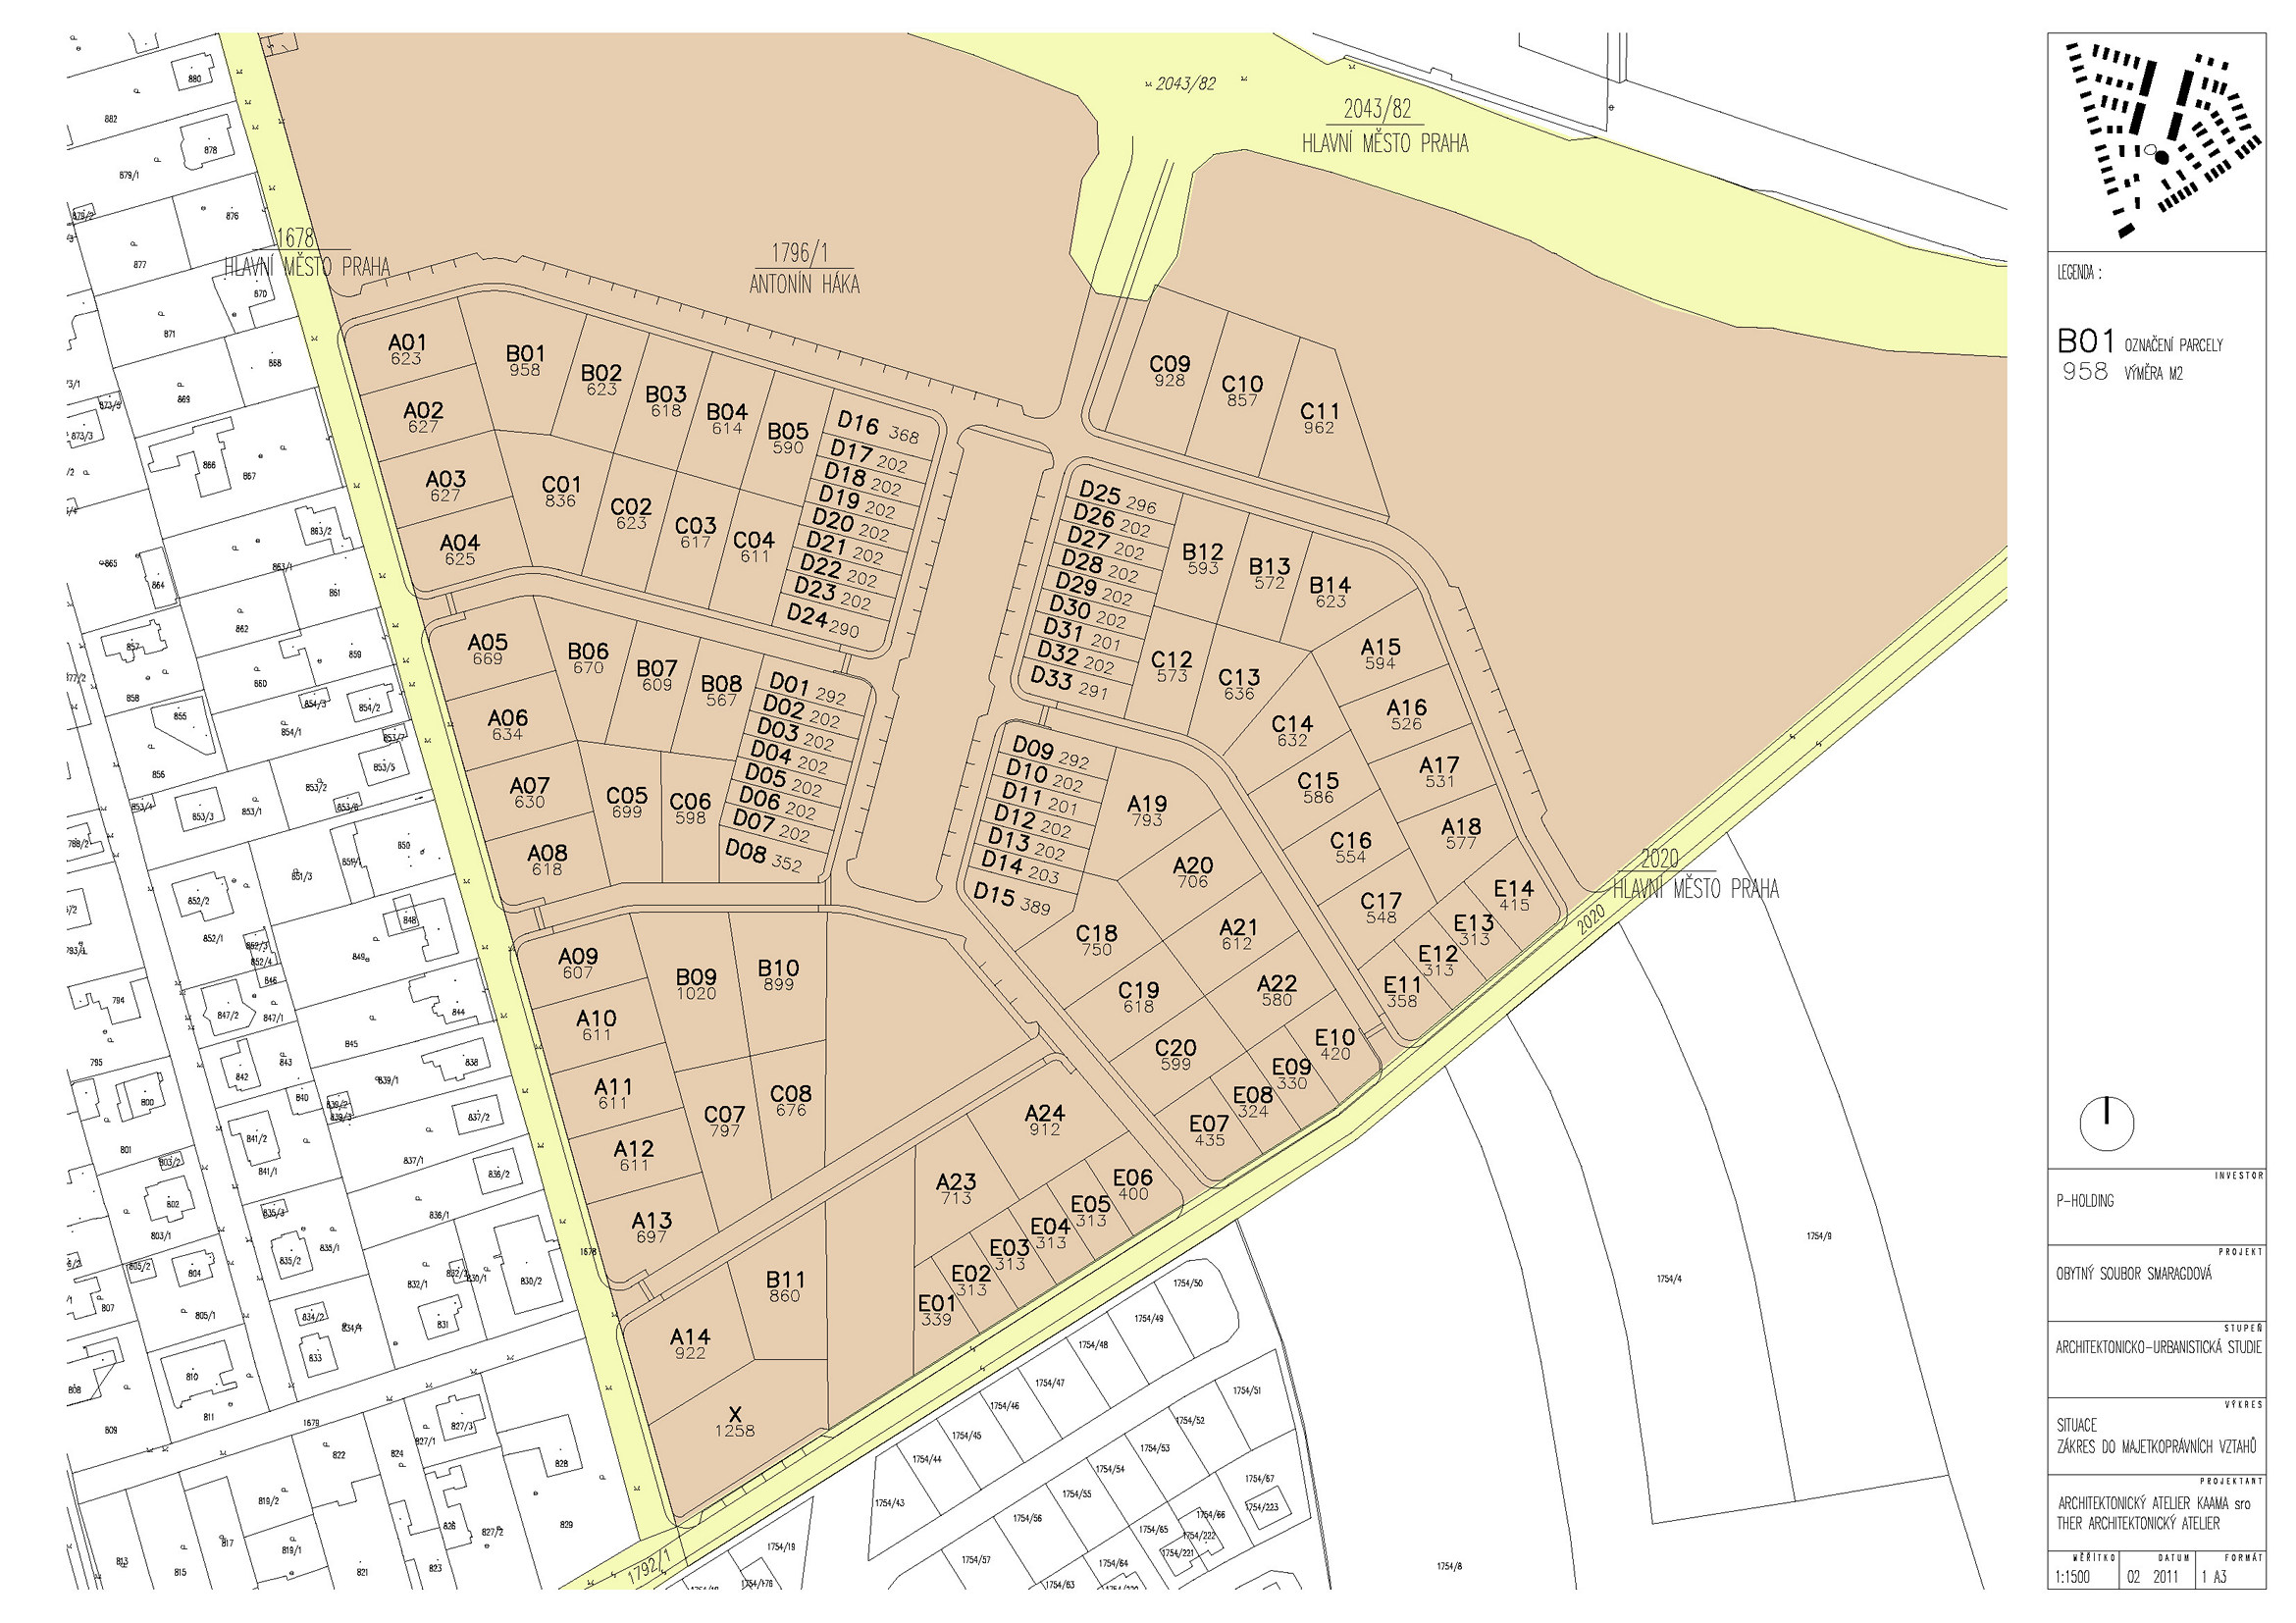 2043/82
2043/82
HLAVNÍ MĚSTO PRAHA
1678
HLAVNÍ MĚSTO PRAHA
1796/1
ANTONÍN HÁKA
A01
623
A02
627
A03
627
A04
625
B01
958
B02
623
B03
618
B04
614
B05
590
C01
836
C02
623
C03
617
C04
611
D16 368
D17 202
D18 202
D19 202
D20 202
D21 202
D22 202
D23 202
D24 290
C09
928
C10
857
C11
962
D25 296
D26 202
D27 202
D28 202
D29 202
D30 202
D31 201
D32 202
D33 291
B12
593
B13
572
B14
623
C12
573
C13
636
C14
632
C15
586
C16
554
C17
548
A15
594
A16
526
A17
531
A18
577
E14
415
E13
313
E12
313
E11
358
A05
669
A06
634
A07
630
A08
618
B06
670
B07
609
B08
567
C05
699
C06
598
D01 292
D02 202
D03 202
D04 202
D05 202
D06 202
D07 202
D08 352
D09 292
D10 202
D11 201
D12 202
D13 202
D14 203
D15 389
A19
793
A20
706
A21
612
A22
580
C18
750
C19
618
C20
599
E10
420
E09
330
E08
324
E07
435
A09
607
A10
611
A11
611
A12
611
A13
697
B09
1020
B10
899
C07
797
C08
676
A14
922
B11
860
X
1258
A23
713
A24
912
E06
400
E05
313
E04
313
E03
313
E02
313
E01
339
2020
HLAVNÍ MĚSTO PRAHA
2020
1678
1792/1
880
882
878
879/1
876
877
870
871
868
869
866
867
863/2
863/1
865
864
861
862
859
860
857
858
855
856
854/3
854/2
854/1
853/5
853/2
853/1
853/3
850
851/3
852/2
852/1
848
849
847/2
847/1
846
844
845
843
842
840
838
839/1
837/2
837/1
841/2
841/1
836/2
836/1
835/3
835/2
835/1
834/2
834/4
833
832/1
831
830/2
830/1
794
795
800
801
803/2
802
803/1
805/2
804
805/1
807
808
809
810
811
1679
813
815
817
819/2
819/1
821
822
824
823
827/1
827/3
827/2
826
828
829
1754/4
1754/9
1754/8
1754/50
1754/49
1754/48
1754/47
1754/46
1754/45
1754/44
1754/43
1754/51
1754/52
1754/53
1754/54
1754/55
1754/56
1754/57
1754/67
1754/223
1754/66
1754/222
1754/65
1754/221
1754/64
1754/63
1754/19
LEGENDA :
B01 OZNAČENÍ PARCELY
958 VÝMĚRA M2
INVESTOR
P-HOLDING
PROJEKT
OBYTNÝ SOUBOR SMARAGDOVÁ
STUPEŇ
ARCHITEKTONICKO-URBANISTICKÁ STUDIE
VÝKRES
SITUACE
ZÁKRES DO MAJETKOPRÁVNÍCH VZTAHŮ
PROJEKTANT
ARCHITEKTONICKÝ ATELIER KAAMA sro
THER ARCHITEKTONICKÝ ATELIER
MĚŘÍTKO DATUM FORMÁT
1:1500 02 2011 1 A3